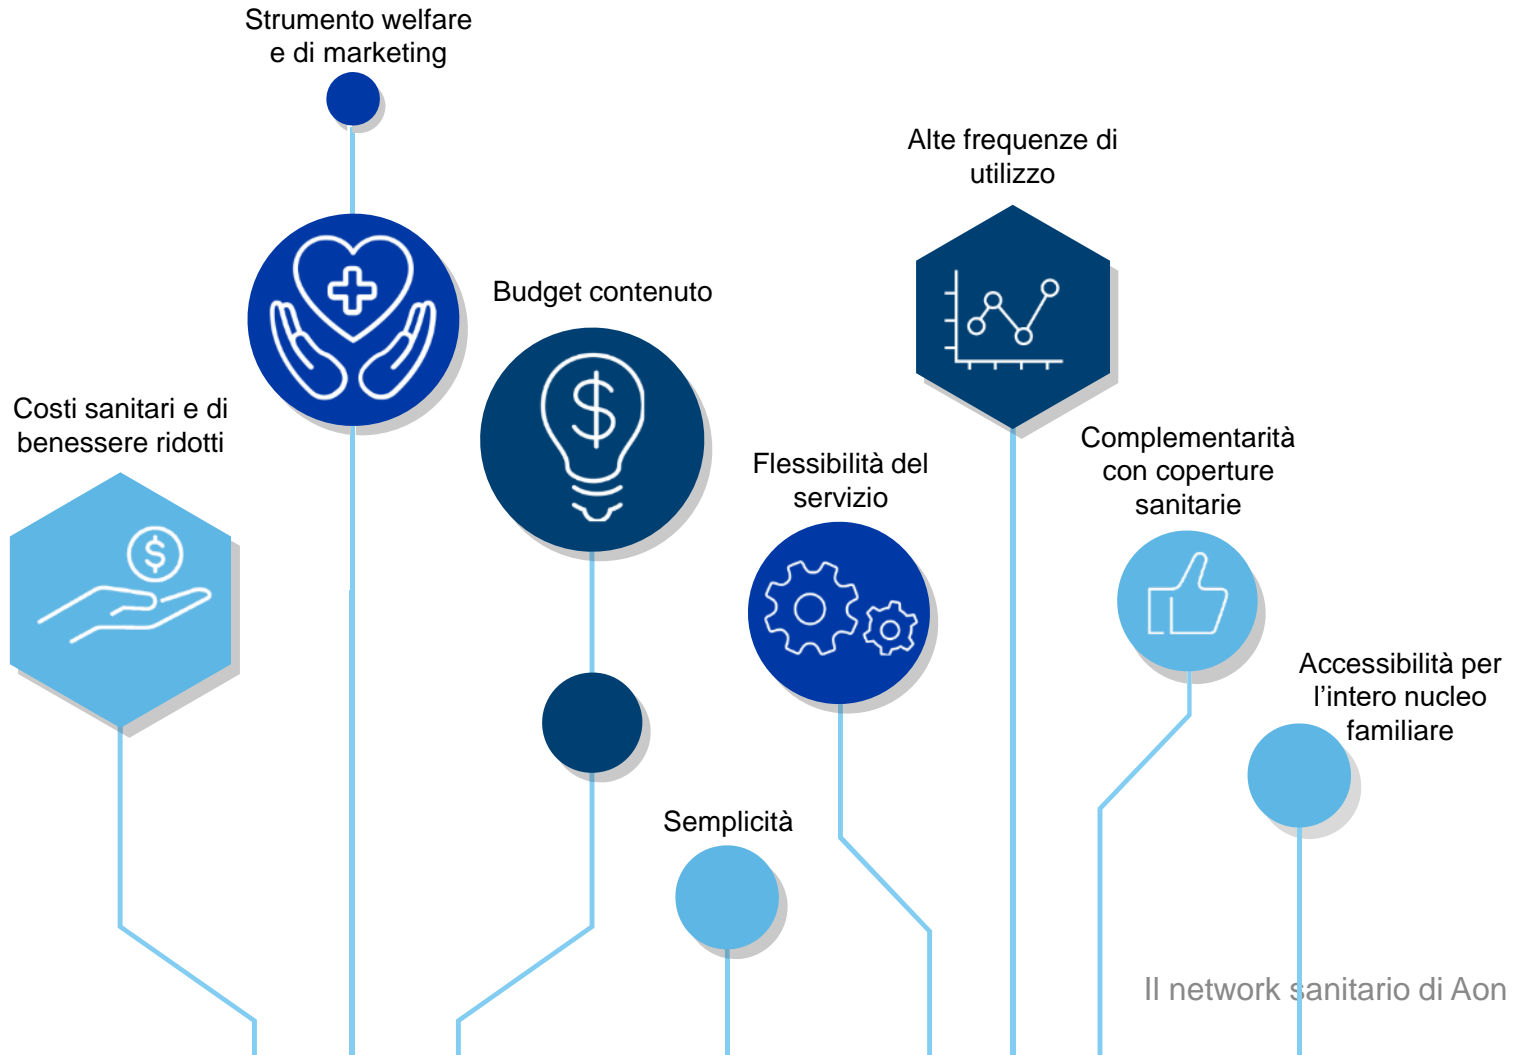 Strumento welfare
e di marketing
Alte frequenze di
utilizzo
Budget contenuto
Costi sanitari e di
benessere ridotti
Flessibilità del
servizio
Complementarità
con coperture
sanitarie
Accessibilità per
l’intero nucleo
familiare
Semplicità
Il network sanitario di Aon